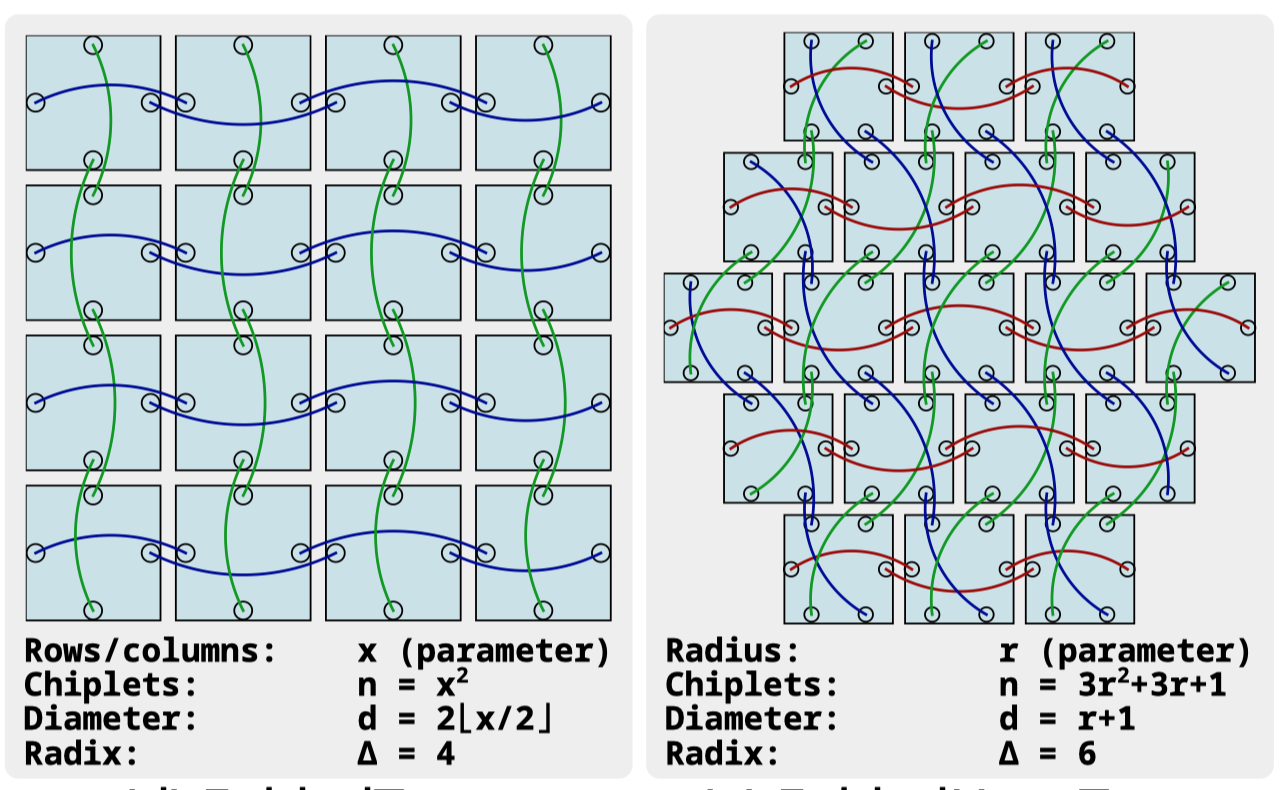 Rows/columns: x (parameter)
Chiplets: n = x²
Diameter: d = 2⌊x/2⌋
Radix: Δ = 4
Radius: r (parameter)
Chiplets: n = 3r²+3r+1
Diameter: d = r+1
Radix: Δ = 6